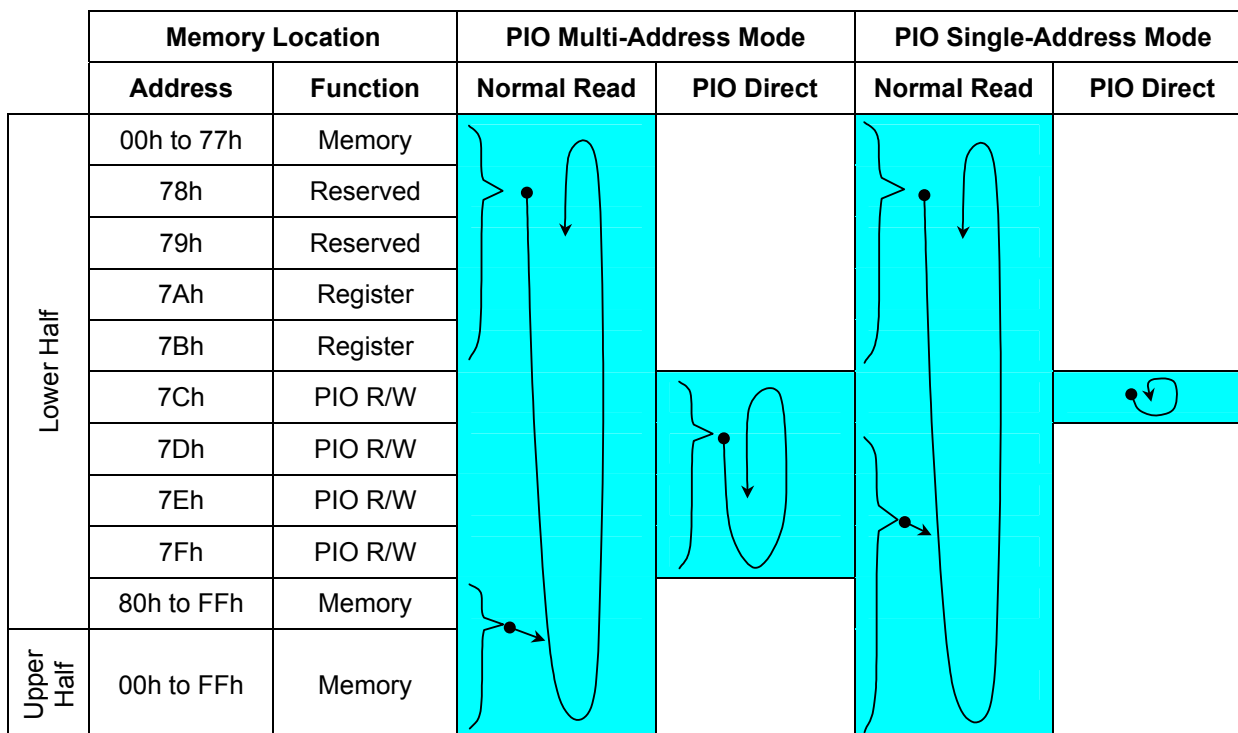 Memory Location PIO Multi-Address Mode PIO Single-Address Mode
Address Function Normal Read PIO Direct Normal Read PIO Direct
Lower Half
00h to 77h Memory
78h Reserved
79h Reserved
7Ah Register
7Bh Register
7Ch PIO R/W
7Dh PIO R/W
7Eh PIO R/W
7Fh PIO R/W
80h to FFh Memory
Upper
Half
00h to FFh Memory